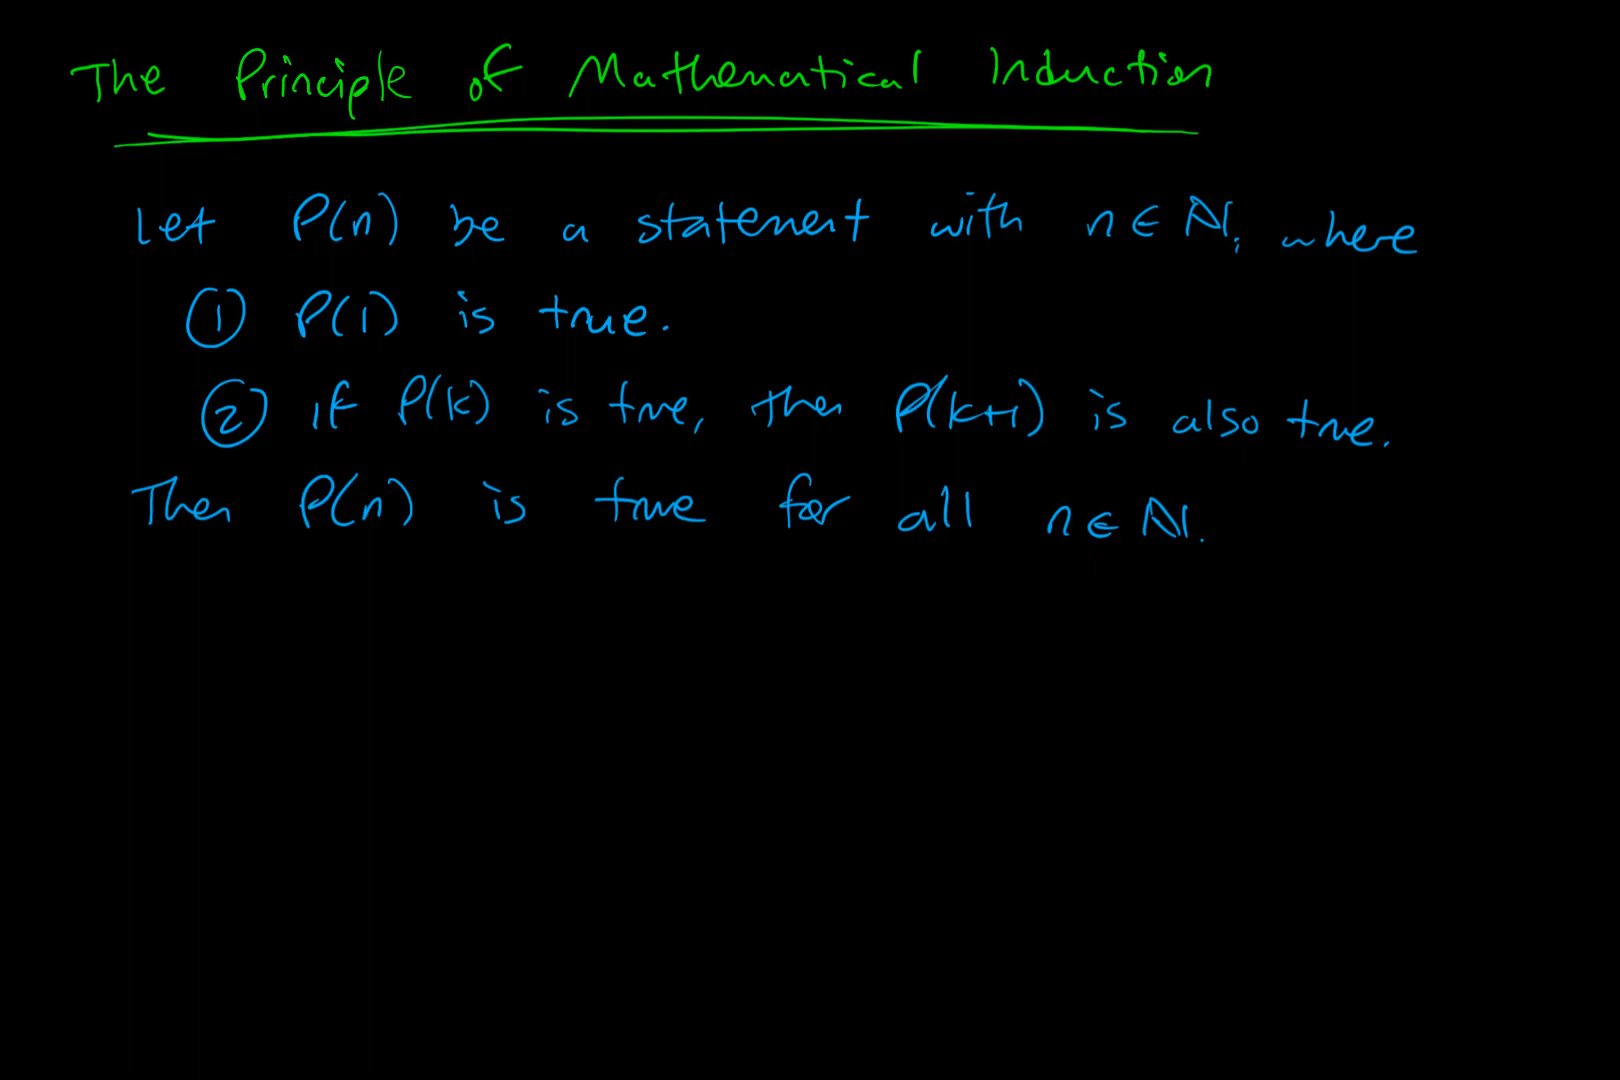 The Principle of Mathematical Induction
Let P(n) be a statement with n ∈ ℕ, where
① P(1) is true.
② If P(k) is true, then P(k+1) is also true.
Then P(n) is true for all n ∈ ℕ.